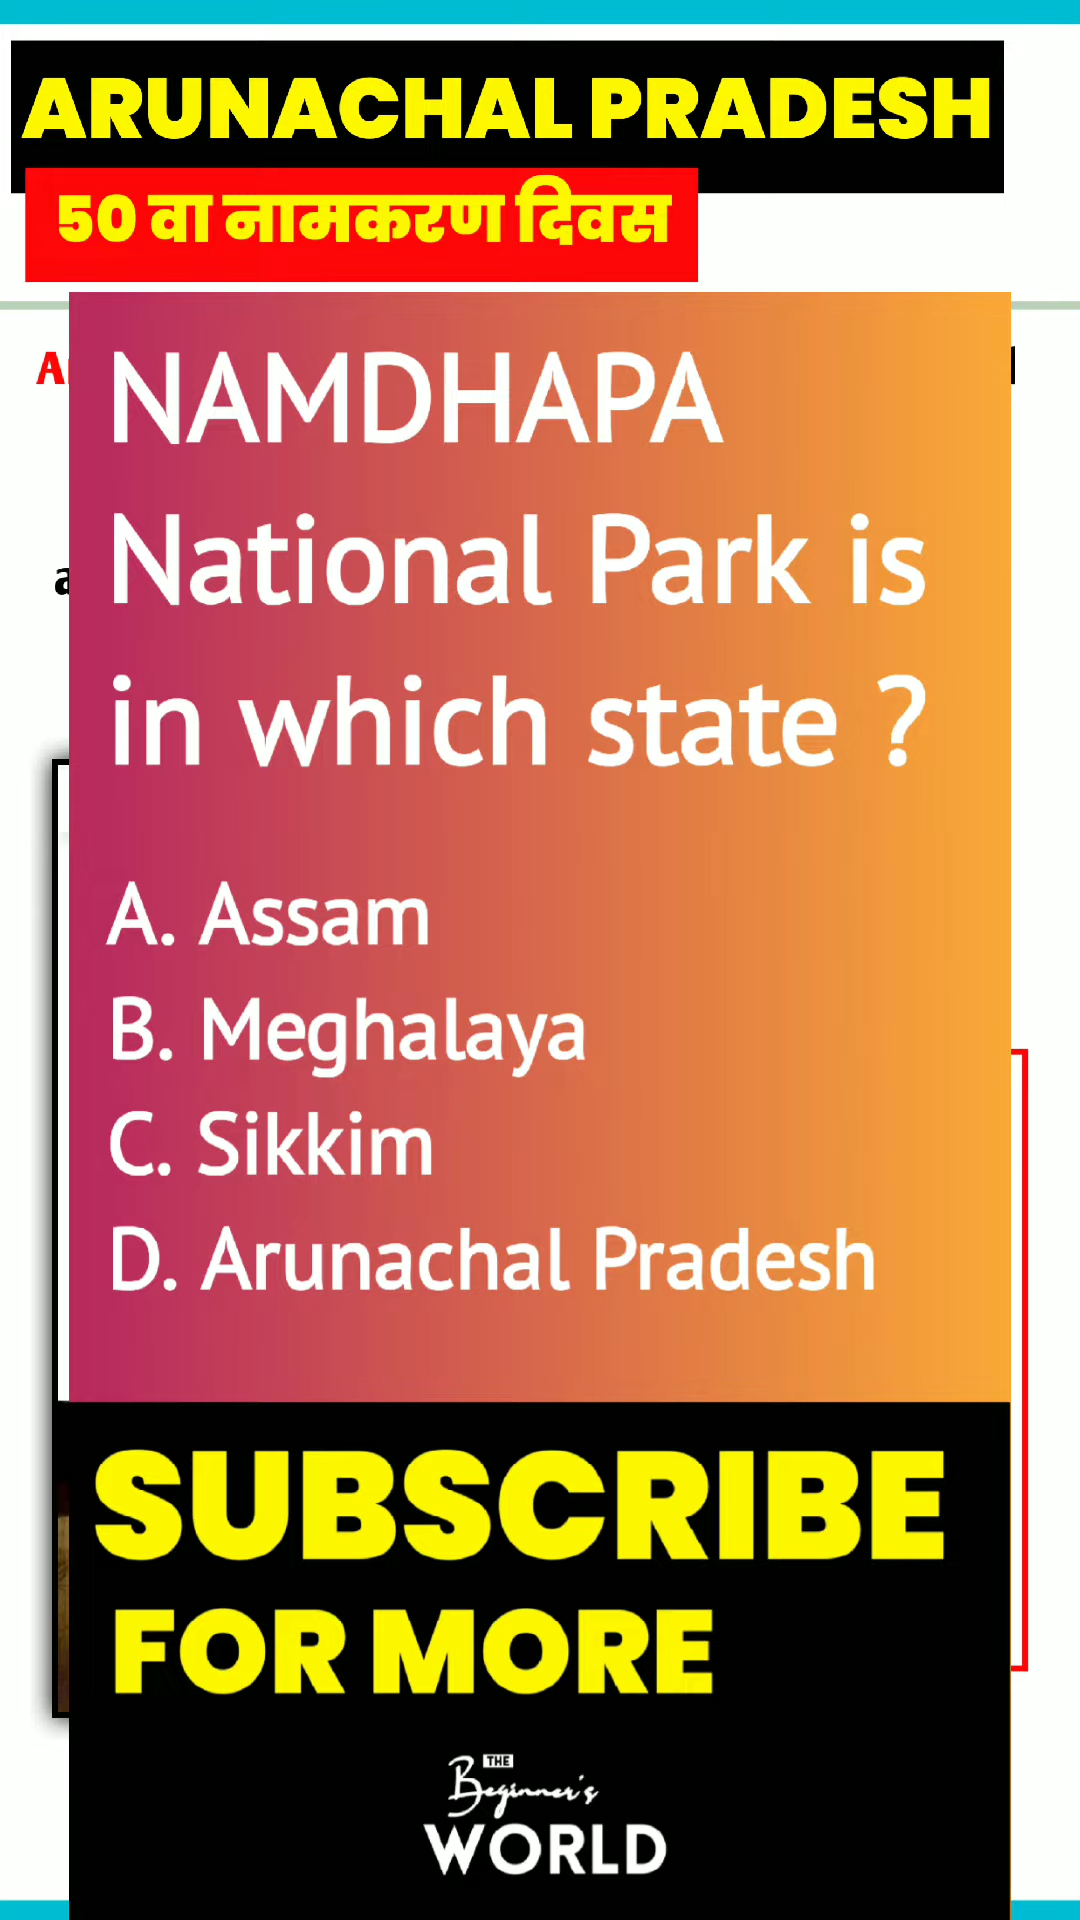 ARUNACHAL PRADESH
50 वा नामकरण दिवस
NAMDHAPA
National Park is
in which state ?
A. Assam
B. Meghalaya
C. Sikkim
D. Arunachal Pradesh
SUBSCRIBE
FOR MORE
THE
Beginner's
WORLD